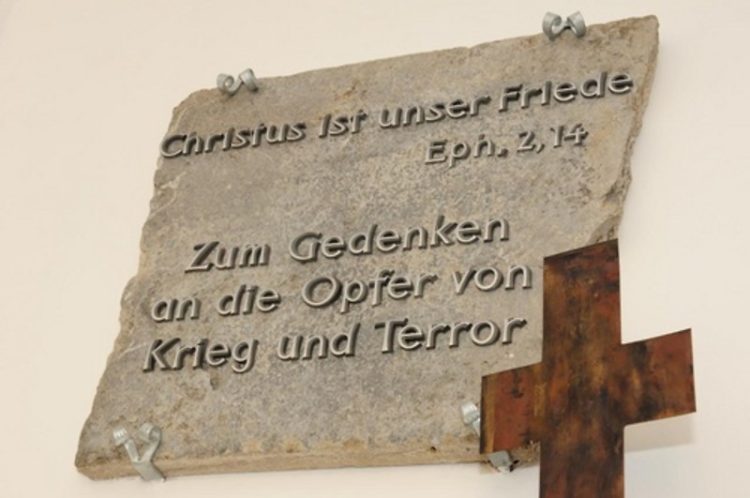 Christus ist unser Friede
Eph. 2,14
Zum Gedenken
an die Opfer von
Krieg und Terror